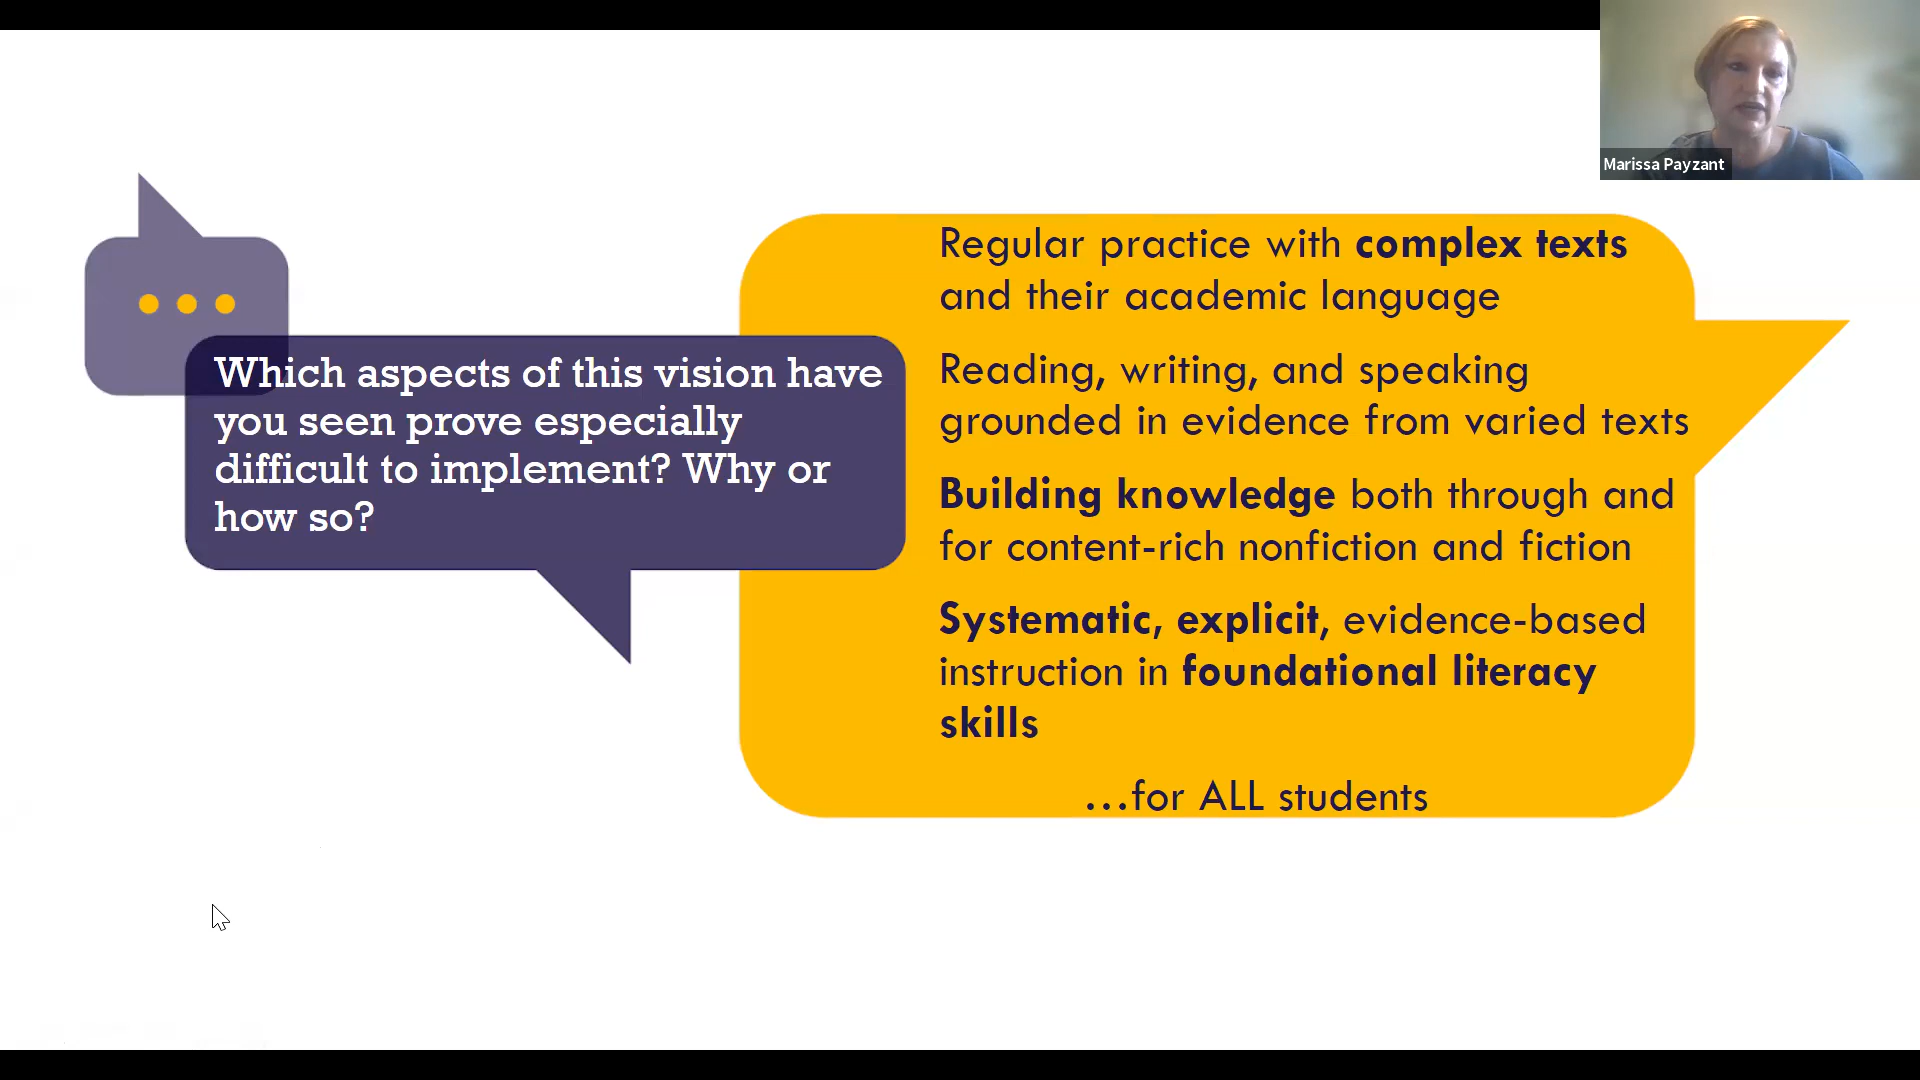 Marissa Payzant
Which aspects of this vision have
you seen prove especially
difficult to implement? Why or
how so?
Regular practice with complex texts
and their academic language
Reading, writing, and speaking
grounded in evidence from varied texts
Building knowledge both through and
for content-rich nonfiction and fiction
Systematic, explicit, evidence-based
instruction in foundational literacy
skills
…for ALL students